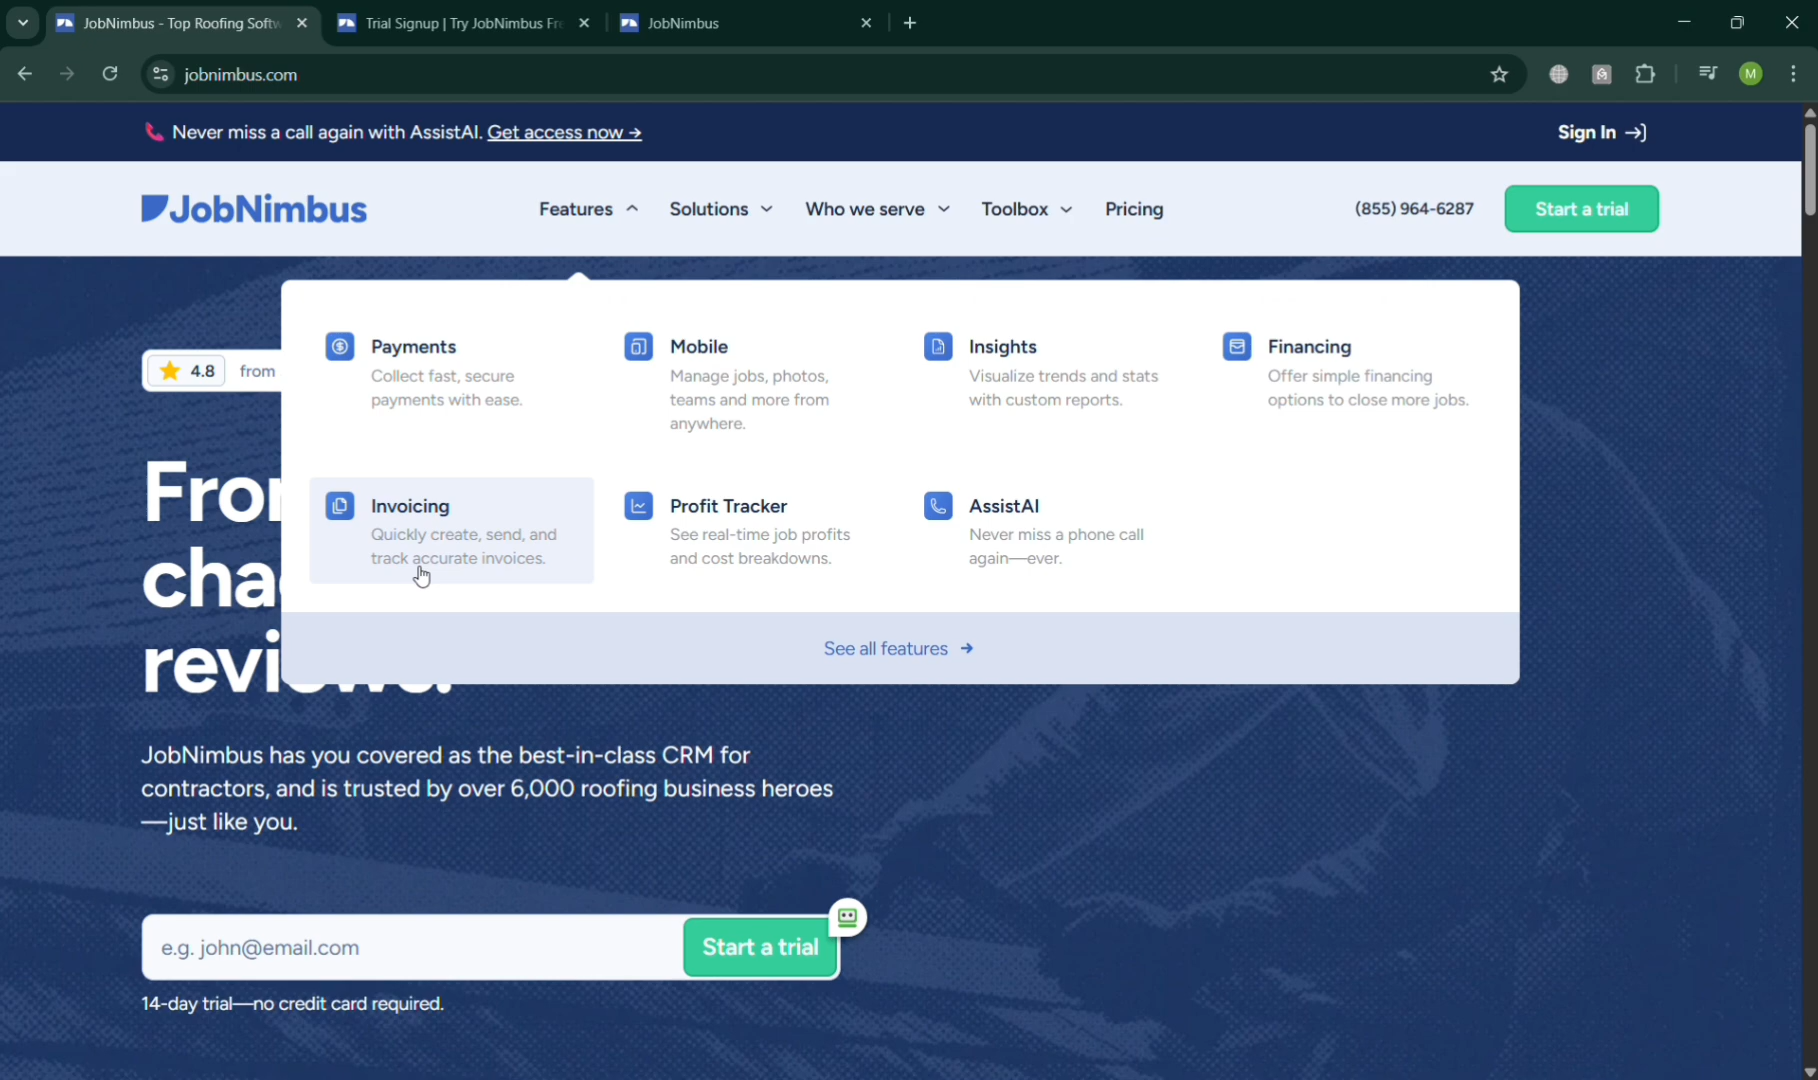 JobNimbus - Top Roofing Softw
Trial Signup | Try JobNimbus Fre
JobNimbus
jobnimbus.com
M
Never miss a call again with AssistAI. Get access now →
Sign In
JobNimbus
Features
Solutions
Who we serve
Toolbox
Pricing
(855) 964-6287
Start a trial
4.8 from
Payments
Collect fast, secure
payments with ease.
Mobile
Manage jobs, photos,
teams and more from
anywhere.
Insights
Visualize trends and stats
with custom reports.
Financing
Offer simple financing
options to close more jobs.
Invoicing
Quickly create, send, and
track accurate invoices.
Profit Tracker
See real-time job profits
and cost breakdowns.
AssistAI
Never miss a phone call
again—ever.
See all features →
JobNimbus has you covered as the best-in-class CRM for
contractors, and is trusted by over 6,000 roofing business heroes
—just like you.
e.g. john@email.com
Start a trial
14-day trial—no credit card required.